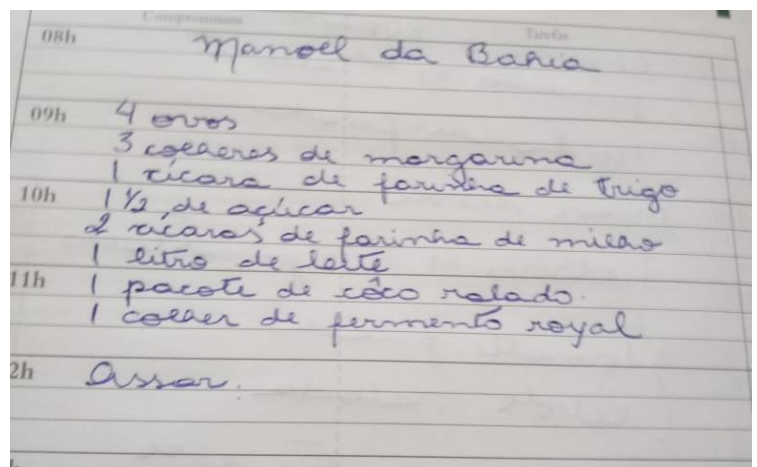 Compromissos Tarefas
08h Manoel da Bahia
09h 4 ovos
3 colheres de margarina
1 xícara de farinha de trigo
10h 1 1/2 de açúcar
2 xícaras de farinha de milho
1 litro de leite
11h 1 pacote de côco ralado.
1 colher de fermento royal
2h Assar.